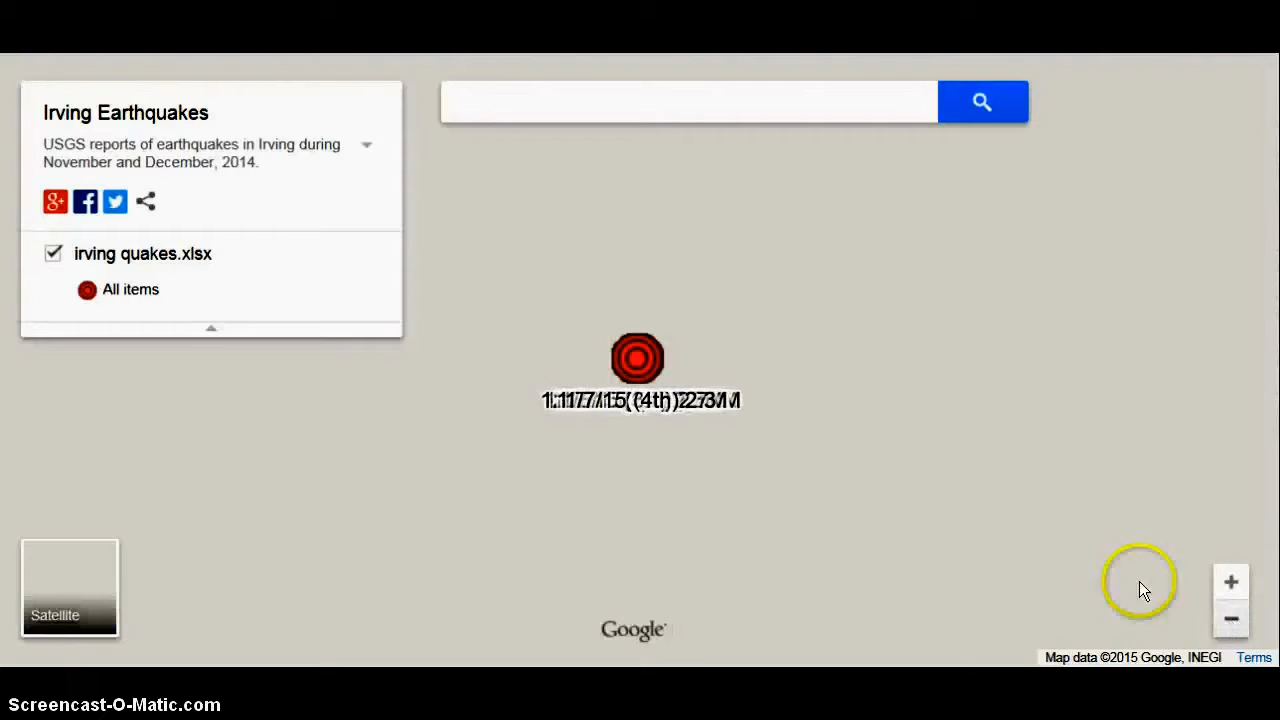 Irving Earthquakes
USGS reports of earthquakes in Irving during
November and December, 2014.
irving quakes.xlsx
All items
Satellite
Google
Map data ©2015 Google, INEGI Terms
Screencast-O-Matic.com